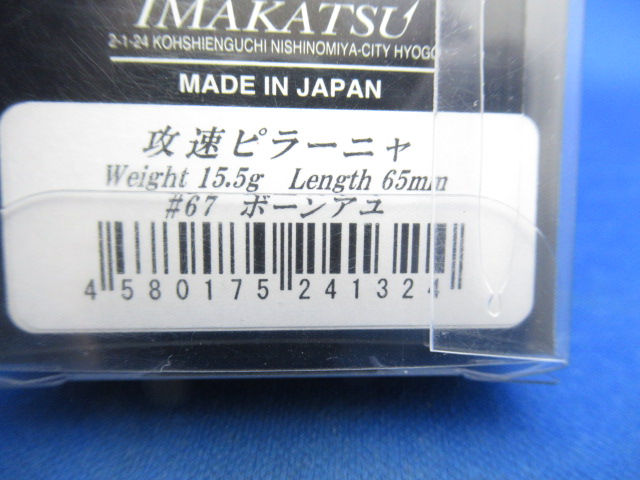 IMAKATSU
2-1-24 KOHSHIENGUCHI NISHINOMIYA-CITY HYOGO
MADE IN JAPAN
攻速ピラーニャ
Weight 15.5g Length 65mm
#67 ボーンアユ
4 580175 241324